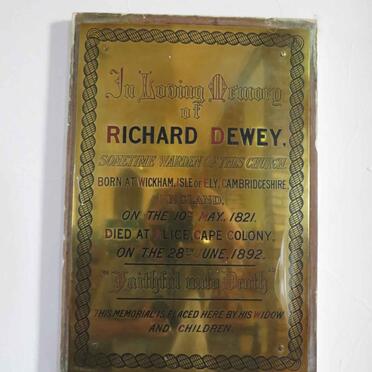 In Loving Memory
of
RICHARD DEWEY.
SOMETIME WARDEN OF THIS CHURCH.
BORN AT WICKHAM, ISLE OF ELY, CAMBRIDGESHIRE
ENGLAND.
ON THE 10TH MAY, 1821.
DIED AT ALICE, CAPE COLONY,
ON THE 28TH JUNE, 1892.
"Faithful unto Death"
THIS MEMORIAL IS PLACED HERE BY HIS WIDOW
AND CHILDREN.